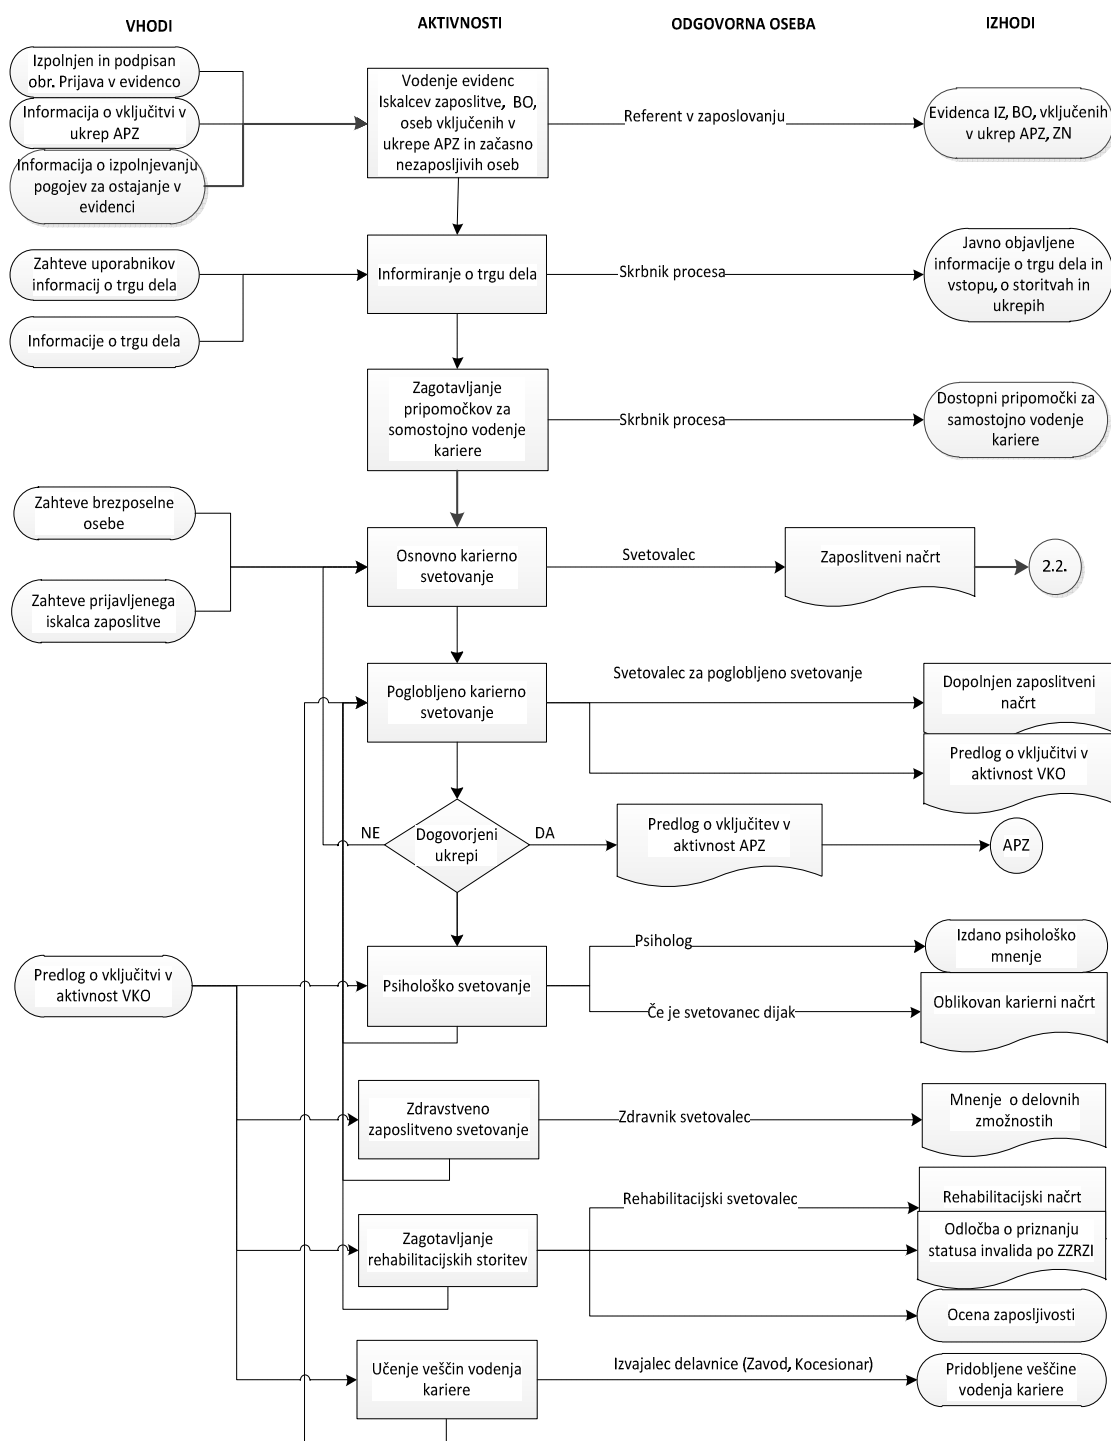 VHODI
AKTIVNOSTI
ODGOVORNA OSEBA
IZHODI
Izpolnjen in podpisan
obr. Prijava v evidenco
Informacija o vključitvi v
ukrep APZ
Informacija o izpolnjevanju
pogojev za ostajanje v
evidenci
Vodenje evidenc
Iskalcev zaposlitve, BO,
oseb vključenih v
ukrepe APZ in začasno
nezaposljivih oseb
Referent v zaposlovanju
Evidenca IZ, BO, vključenih
v ukrep APZ, ZN
Zahteve uporabnikov
informacij o trgu dela
Informacije o trgu dela
Informiranje o trgu dela
Skrbnik procesa
Javno objavljene
informacije o trgu dela in
vstopu, o storitvah in
ukrepih
Zagotavljanje
pripomočkov za
somostojno vodenje
kariere
Skrbnik procesa
Dostopni pripomočki za
samostojno vodenje
kariere
Zahteve brezposelne
osebe
Zahteve prijavljenega
iskalca zaposlitve
Osnovno karierno
svetovanje
Svetovalec
Zaposlitveni načrt
2.2.
Poglobljeno karierno
svetovanje
Svetovalec za poglobljeno svetovanje
Dopolnjen zaposlitveni
načrt
Predlog o vključitvi v
aktivnost VKO
NE
Dogovorjeni
ukrepi
DA
Predlog o vključitev v
aktivnost APZ
APZ
Predlog o vključitvi v
aktivnost VKO
Psihološko svetovanje
Psiholog
Izdano psihološko
mnenje
Če je svetovanec dijak
Oblikovan karierni načrt
Zdravstveno
zaposlitveno svetovanje
Zdravnik svetovalec
Mnenje o delovnih
zmožnostih
Zagotavljanje
rehabilitacijskih storitev
Rehabilitacijski svetovalec
Rehabilitacijski načrt
Odločba o priznanju
statusa invalida po ZZRZI
Ocena zaposljivosti
Učenje veščin vodenja
kariere
Izvajalec delavnice (Zavod, Kocesionar)
Pridobljene veščine
vodenja kariere